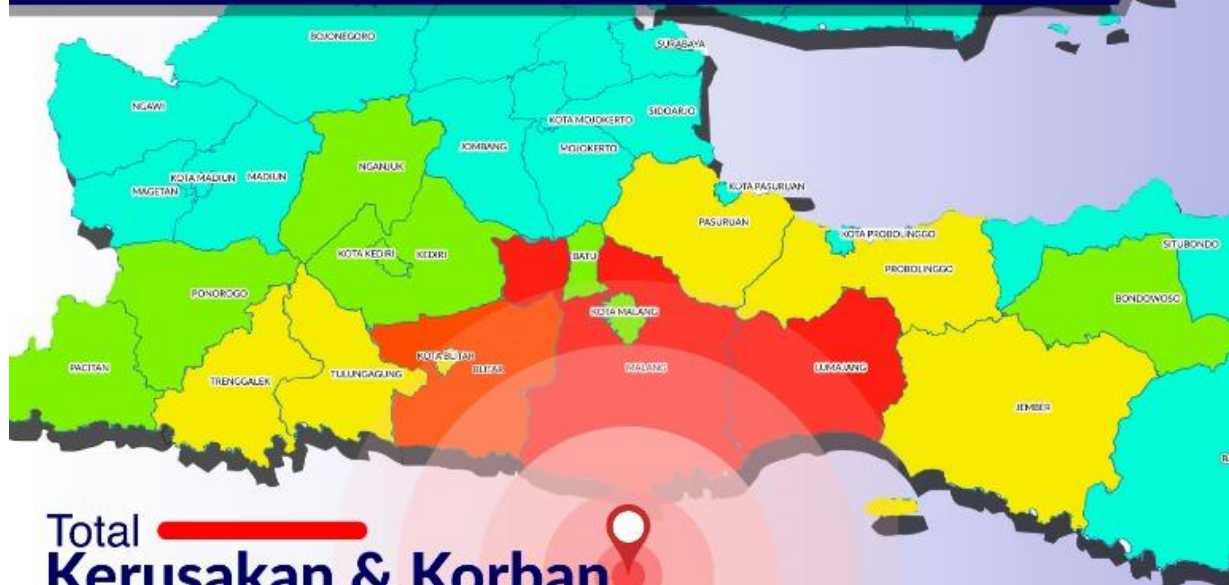 BOJONEGORO
SURABAYA
NGAWI
SIDOARJO
KOTA MOJOKERTO
JOMBANG
MOJOKERTO
NGANJUK
KOTA MADIUN
MADIUN
MAGETAN
KOTA PASURUAN
PASURUAN
KOTA PROBOLINGGO
SITUBONDO
KOTA KEDIRI
KEDIRI
BATU
PROBOLINGGO
PONOROGO
BONDOWOSO
KOTA MALANG
KOTA BLITAR
BLITAR
PACITAN
MALANG
LUMAJANG
TULUNGAGUNG
TRENGGALEK
JEMBER
Total
Kerusakan & Korban